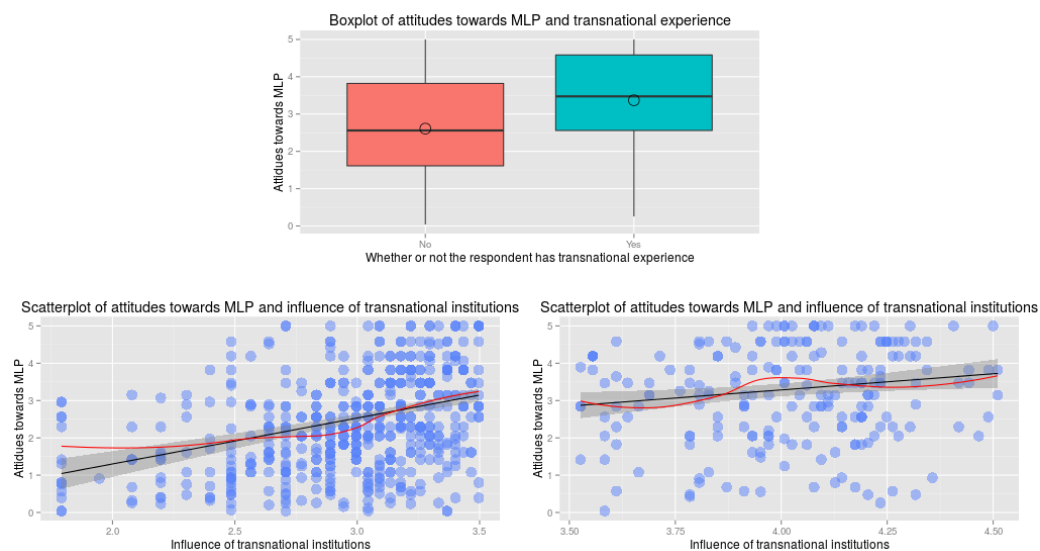 Boxplot of attitudes towards MLP and transnational experience
Attidues towards MLP
5
4
3
2
1
0
No Yes
Whether or not the respondent has transnational experience
Scatterplot of attitudes towards MLP and influence of transnational institutions
Attidues towards MLP
5
4
3
2
1
0
2.0 2.5 3.0 3.5
Influence of transnational institutions
Scatterplot of attitudes towards MLP and influence of transnational institutions
Attidues towards MLP
5
4
3
2
1
0
3.50 3.75 4.00 4.25 4.50
Influence of transnational institutions